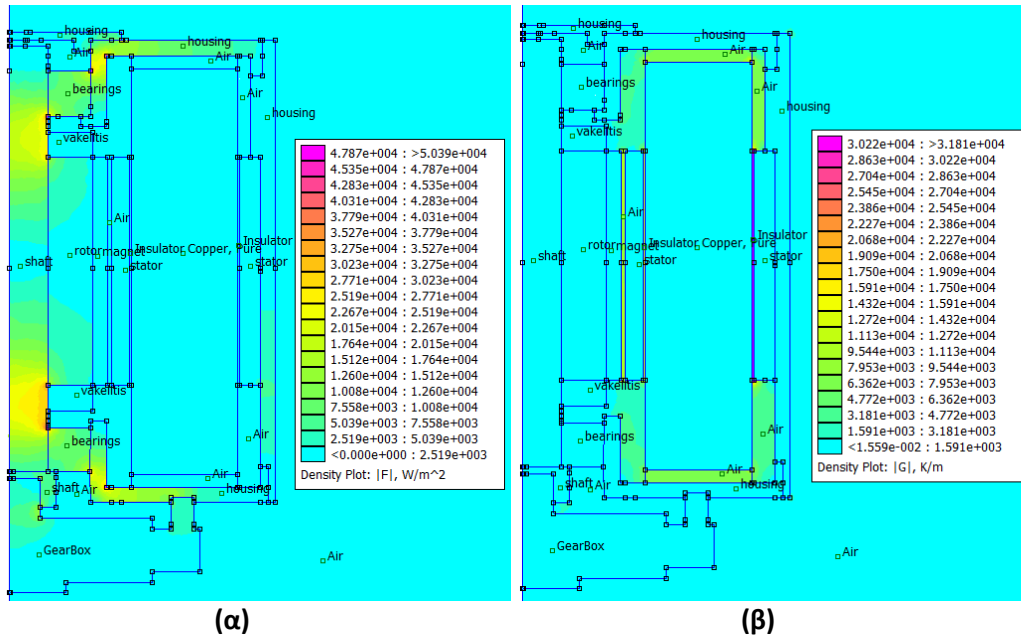 housing
housing
Air
Air
bearings
Air
housing
vakelitis
Air
rotor magnet
Insulator
Copper, Pure
Insulator
shaft
stator
stator
vakelitis
Air
bearings
shaft
Air
housing
GearBox
Air
4.787e+004 : >5.039e+004
4.535e+004 : 4.787e+004
4.283e+004 : 4.535e+004
4.031e+004 : 4.283e+004
3.779e+004 : 4.031e+004
3.527e+004 : 3.779e+004
3.275e+004 : 3.527e+004
3.023e+004 : 3.275e+004
2.771e+004 : 3.023e+004
2.519e+004 : 2.771e+004
2.267e+004 : 2.519e+004
2.015e+004 : 2.267e+004
1.764e+004 : 2.015e+004
1.512e+004 : 1.764e+004
1.260e+004 : 1.512e+004
1.008e+004 : 1.260e+004
7.558e+003 : 1.008e+004
5.039e+003 : 7.558e+003
2.519e+003 : 5.039e+003
<0.000e+000 : 2.519e+003
Density Plot: |F|, W/m^2
(α)
housing
housing
Air
Air
Air
housing
bearings
vakelitis
Air
rotor magnet
Insulator
Copper, Pure
Insulator
shaft
stator
stator
vakelitis
Air
bearings
Air
shaft
Air
housing
GearBox
Air
3.022e+004 : >3.181e+004
2.863e+004 : 3.022e+004
2.704e+004 : 2.863e+004
2.545e+004 : 2.704e+004
2.386e+004 : 2.545e+004
2.227e+004 : 2.386e+004
2.068e+004 : 2.227e+004
1.909e+004 : 2.068e+004
1.750e+004 : 1.909e+004
1.591e+004 : 1.750e+004
1.432e+004 : 1.591e+004
1.272e+004 : 1.432e+004
1.113e+004 : 1.272e+004
9.544e+003 : 1.113e+004
7.953e+003 : 9.544e+003
6.362e+003 : 7.953e+003
4.772e+003 : 6.362e+003
3.181e+003 : 4.772e+003
1.591e+003 : 3.181e+003
<1.559e-002 : 1.591e+003
Density Plot: |G|, K/m
(β)